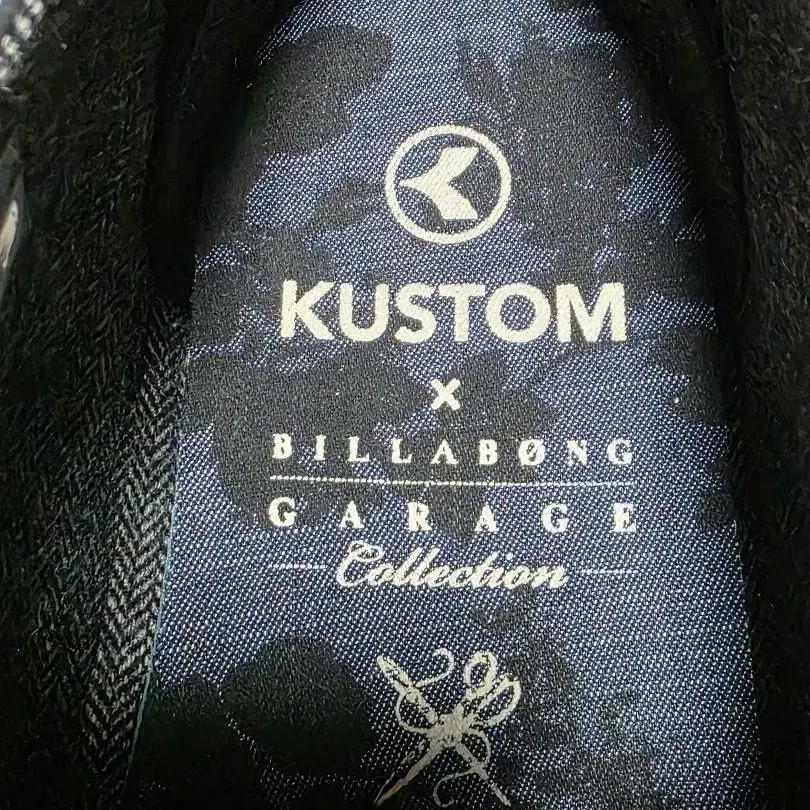 KUSTOM
x
BILLABØNG
GARAGE
Collection